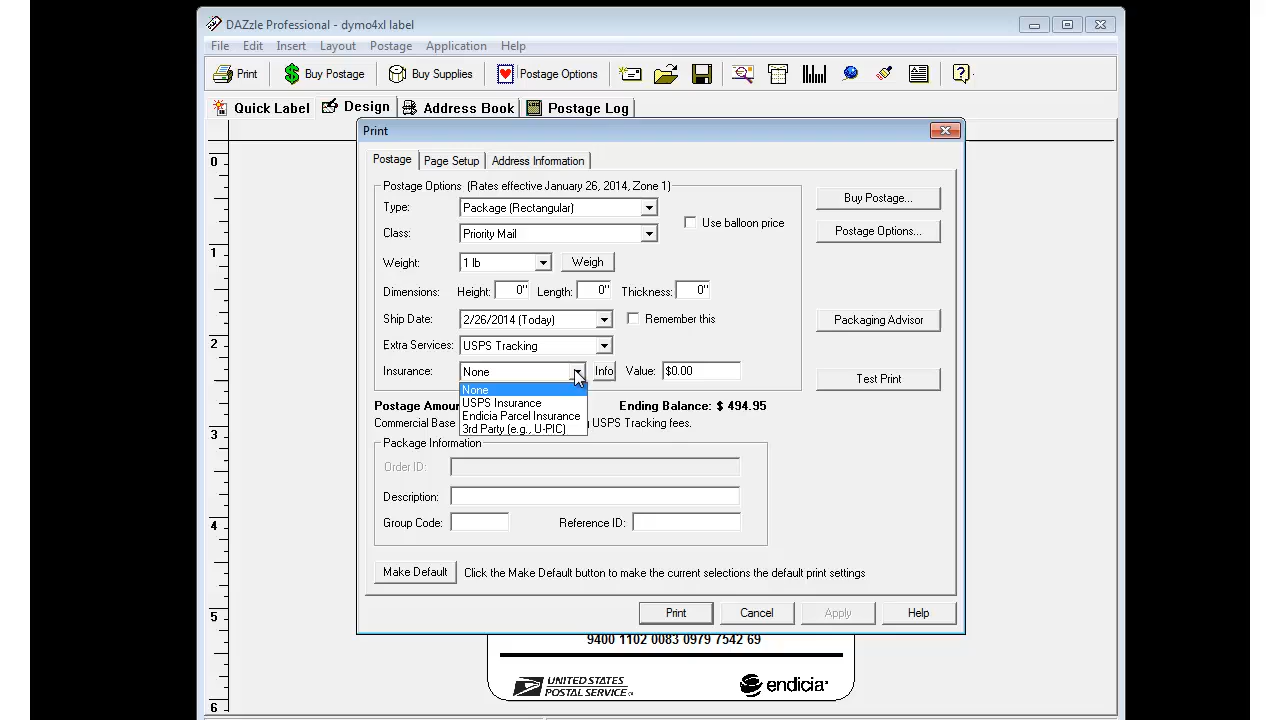 DAZzle Professional - dymo4xl label
File Edit Insert Layout Postage Application Help
Print Buy Postage Buy Supplies Postage Options
Quick Label Design Address Book Postage Log
Print
Postage Page Setup Address Information
Postage Options (Rates effective January 26, 2014, Zone 1)
Type: Package (Rectangular)
Use balloon price
Class: Priority Mail
Weight: 1 lb Weigh
Dimensions: Height: 0" Length: 0" Thickness: 0"
Ship Date: 2/26/2014 (Today) Remember this
Extra Services: USPS Tracking
Insurance: None Info Value: $0.00
None
USPS Insurance
Endicia Parcel Insurance
3rd Party (e.g., U-PIC)
Buy Postage...
Postage Options...
Packaging Advisor
Test Print
Ending Balance: $ 494.95
Commercial Base
USPS Tracking fees.
Package Information
Order ID:
Description:
Group Code: Reference ID:
Make Default Click the Make Default button to make the current selections the default print settings
Print Cancel Apply Help
9400 1102 0083 0979 7542 69
UNITED STATES
POSTAL SERVICE
endicia
0
1
2
3
4
5
6